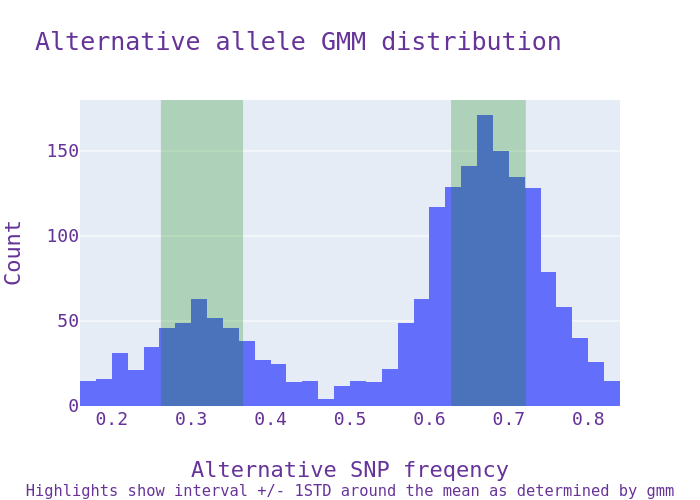 Alternative allele GMM distribution
150
100
50
0
Count
0.2 0.3 0.4 0.5 0.6 0.7 0.8
Alternative SNP freqency
Highlights show interval +/- 1STD around the mean as determined by gmm